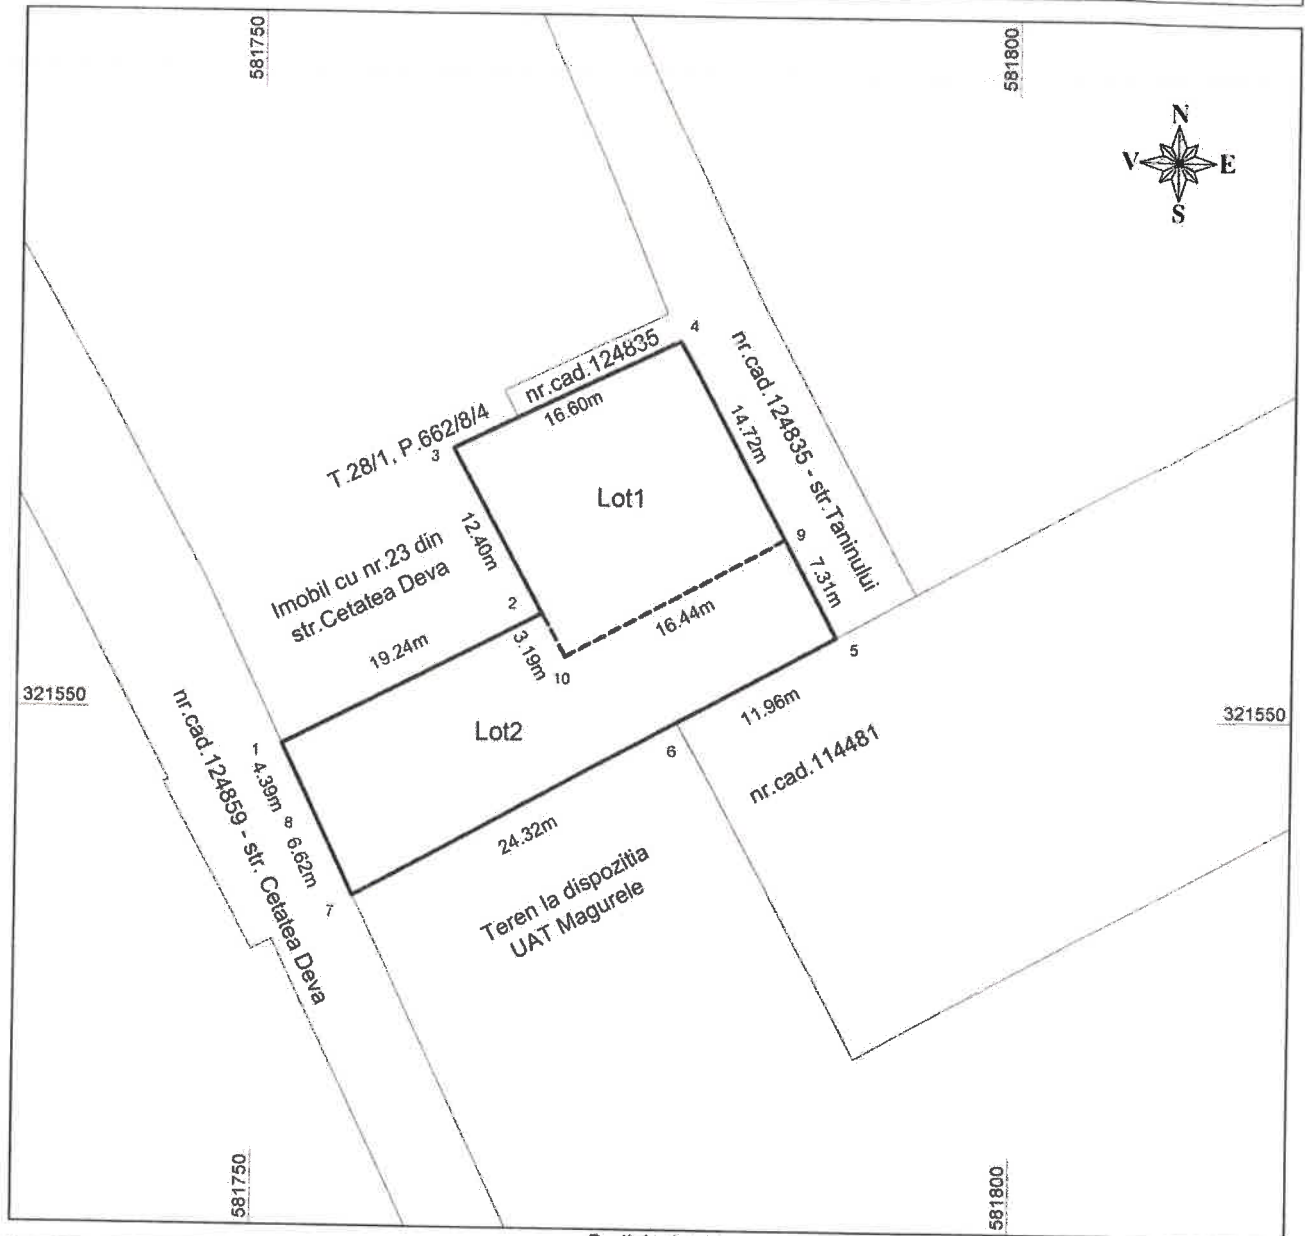 581750
581800
N
V E
S
4
nr.cad.124835
16.60m
T.28/1, P.662/8/4
3
nr.cad.124835 - str.Taninului
14.72m
Lot1
12.40m
9
7.31m
Imobil cu nr.23 din
str.Cetatea Deva
2
19.24m
3.19m
10
16.44m
5
321550
321550
11.96m
6
nr.cad.114481
Lot2
1
4.39m
8
6.62m
7
nr.cad.124859 - str. Cetatea Deva
24.32m
Teren la dispozitia
UAT Magurele
581750
581800